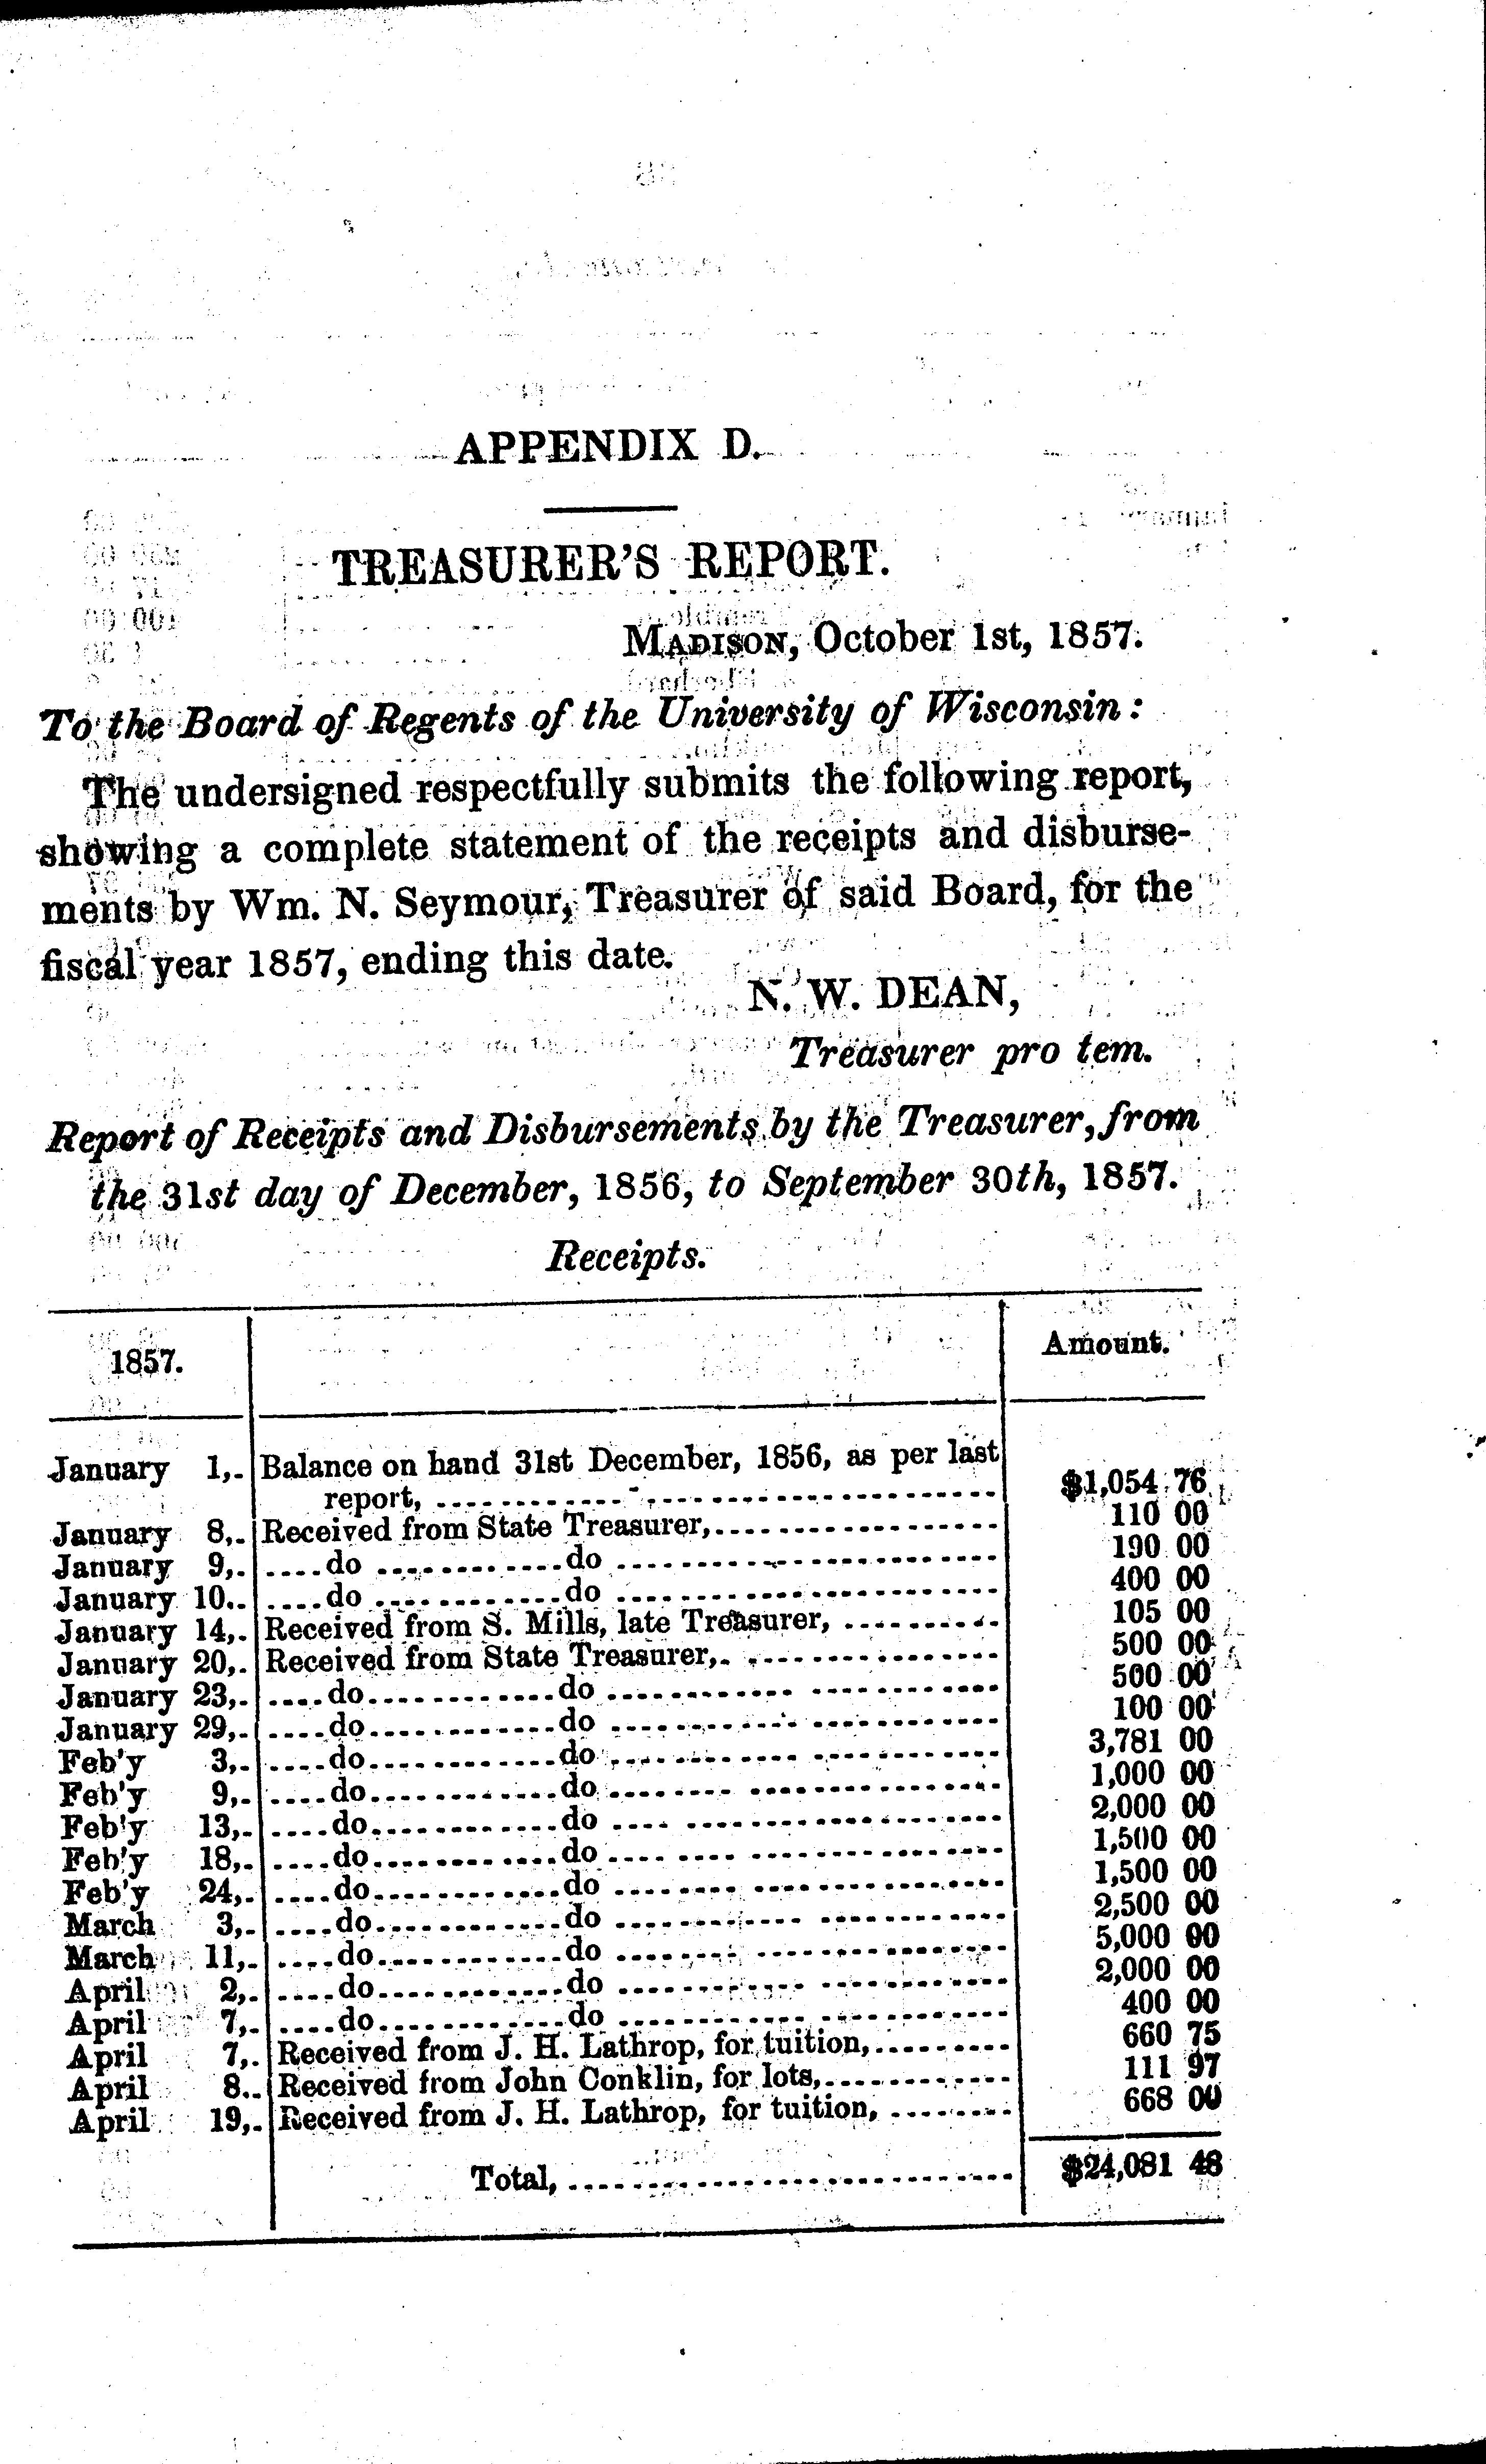 APPENDIX D.
TREASURER'S REPORT.
MADISON, October 1st, 1857.
To the Board of Regents of the University of Wisconsin:
The undersigned respectfully submits the following report,
showing a complete statement of the receipts and disburse-
ments by Wm. N. Seymour, Treasurer of said Board, for the
fiscal year 1857, ending this date.
N. W. DEAN,
Treasurer pro tem.
Report of Receipts and Disbursements by the Treasurer, from
the 31st day of December, 1856, to September 30th, 1857.
Receipts.
1857. Amount.
January 1,. Balance on hand 31st December, 1856, as per last
report, $1,054 76
January 8,. Received from State Treasurer, 110 00
January 9,. do do 190 00
January 10.. do do 400 00
January 14,. Received from S. Mills, late Treasurer, 105 00
January 20,. Received from State Treasurer, 500 00
January 23,. do do 500 00
January 29,. do do 100 00
Feb'y 3,. do do 3,781 00
Feb'y 9,. do do 1,000 00
Feb'y 13,. do do 2,000 00
Feb'y 18,. do do 1,500 00
Feb'y 24,. do do 1,500 00
March 3,. do do 2,500 00
March 11,. do do 5,000 00
April 2,. do do 2,000 00
April 7,. do do 400 00
April 7,. Received from J. H. Lathrop, for tuition, 660 75
April 8.. Received from John Conklin, for lots, 111 97
April 19,. Received from J. H. Lathrop, for tuition, 668 00
Total, $24,081 48